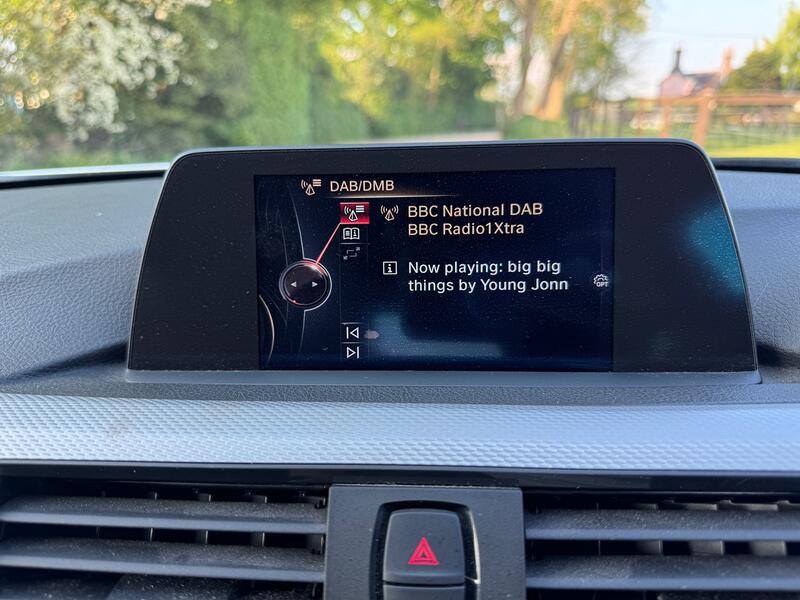 DAB/DMB
BBC National DAB
BBC Radio1Xtra
Now playing: big big
things by Young Jonn
OPT